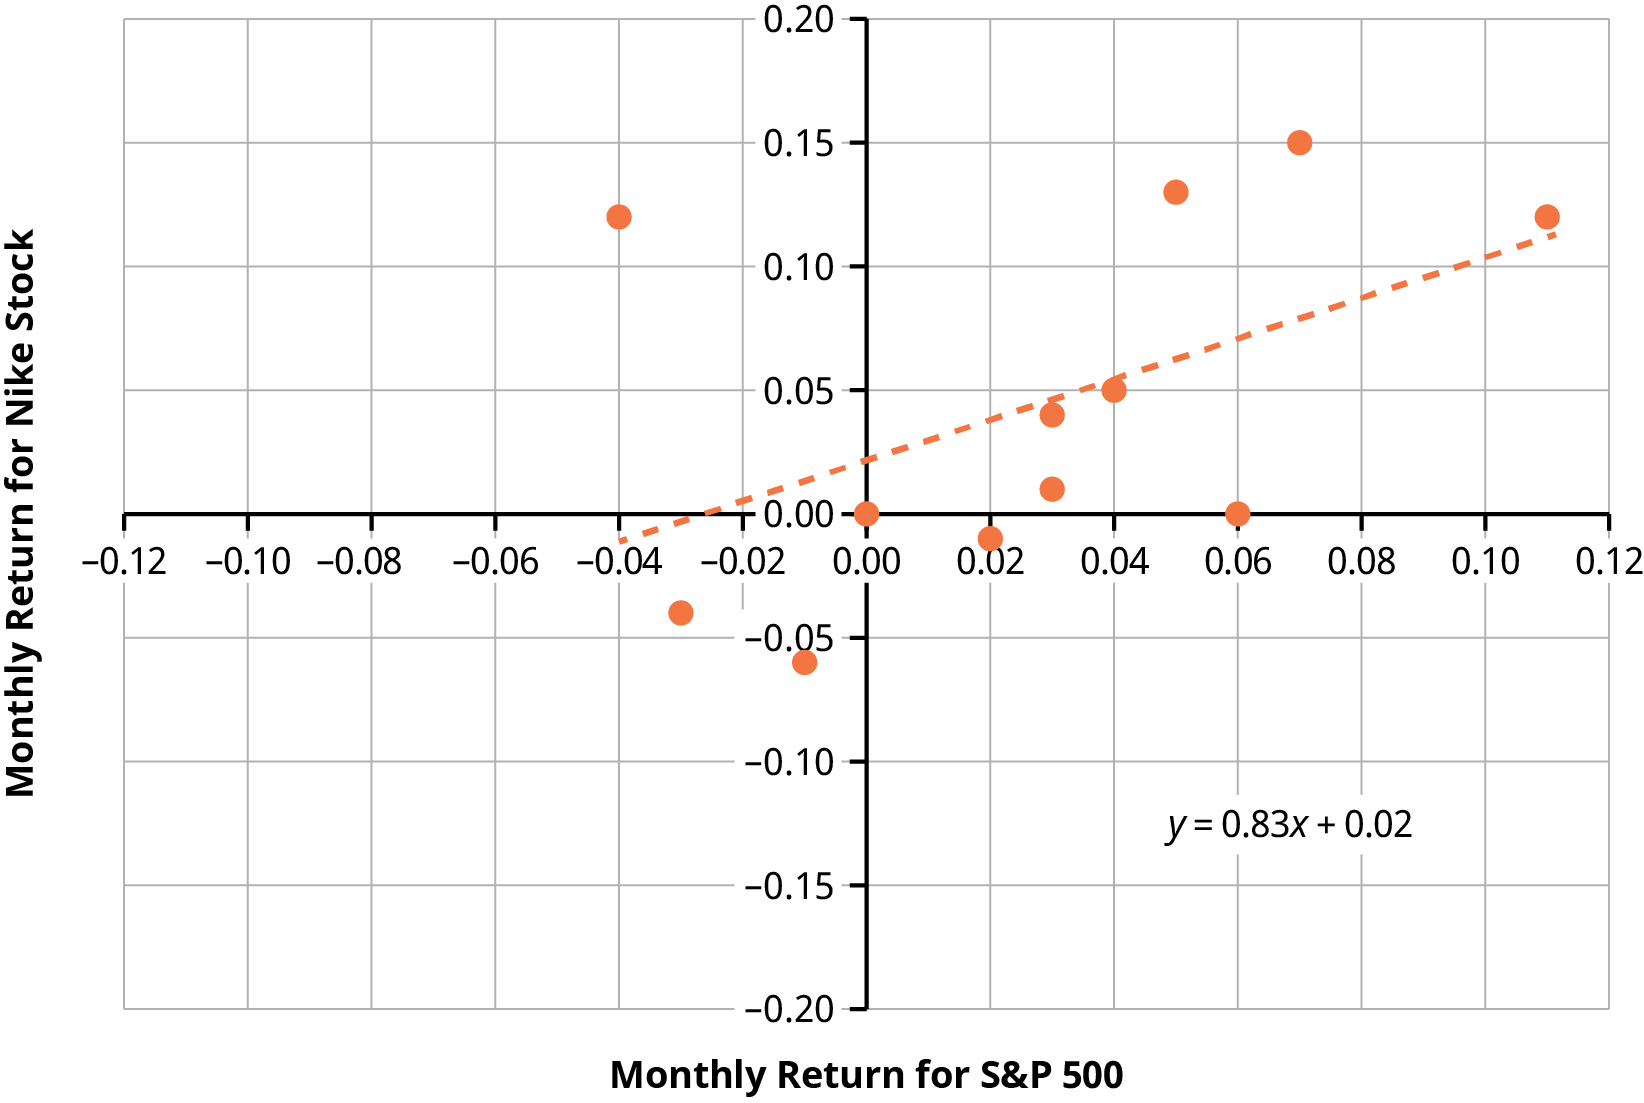 Monthly Return for Nike Stock
0.20
0.15
0.10
0.05
0.00
–0.12 –0.10 –0.08 –0.06 –0.04 –0.02 0.00 0.02 0.04 0.06 0.08 0.10 0.12
–0.05
–0.10
y = 0.83x + 0.02
–0.15
–0.20
Monthly Return for S&P 500